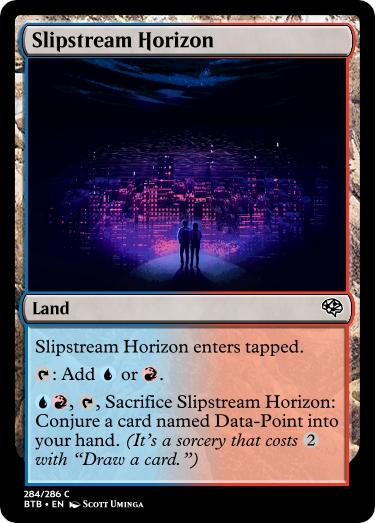 Slipstream Horizon
Land
Slipstream Horizon enters tapped.
: Add or .
, , Sacrifice Slipstream Horizon:
Conjure a card named Data-Point into
your hand. (It's a sorcery that costs 2
with “Draw a card.”)
284/286 C
BTB • EN Scott Uminga